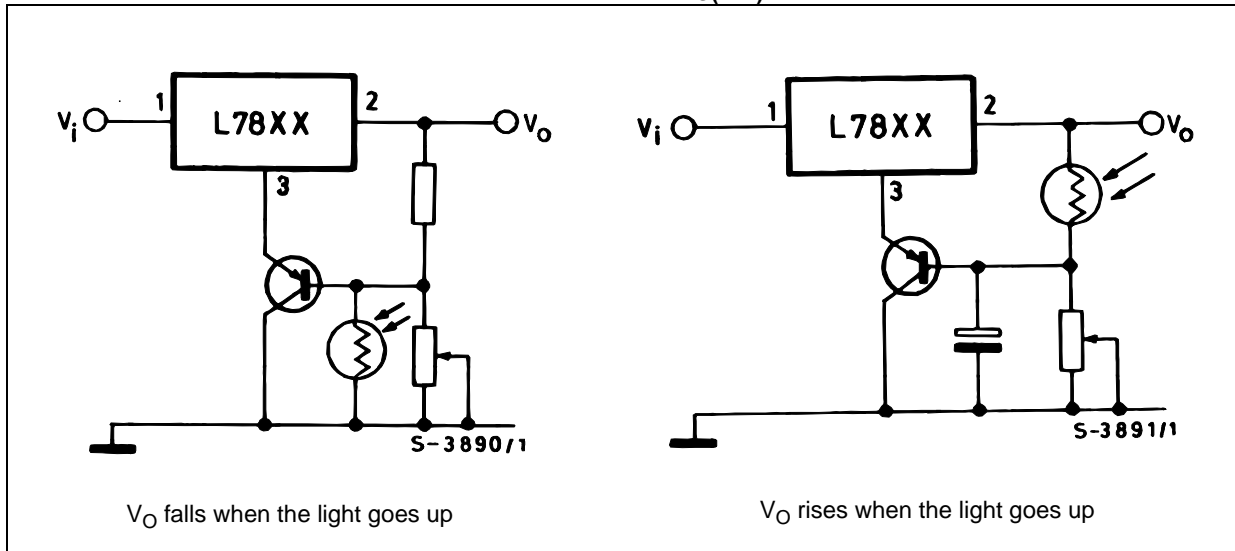 Vi 1 L78XX 2 Vo
3
S-3890/1
VO falls when the light goes up
Vi 1 L78XX 2 Vo
3
S-3891/1
VO rises when the light goes up